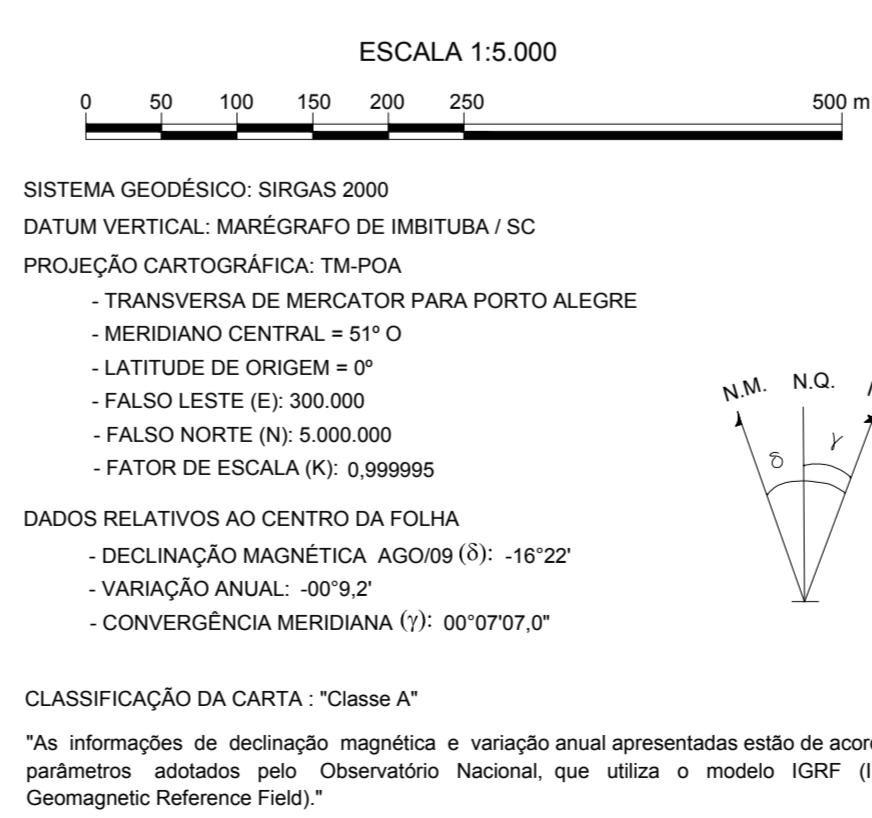 ESCALA 1:5.000
0 50 100 150 200 250 500 m
SISTEMA GEODÉSICO: SIRGAS 2000
DATUM VERTICAL: MARÉGRAFO DE IMBITUBA / SC
PROJEÇÃO CARTOGRÁFICA: TM-POA
- TRANSVERSA DE MERCATOR PARA PORTO ALEGRE
- MERIDIANO CENTRAL = 51º O
- LATITUDE DE ORIGEM = 0º
- FALSO LESTE (E): 300.000
- FALSO NORTE (N): 5.000.000
- FATOR DE ESCALA (K): 0,999995
N.M. N.Q.
δ γ
DADOS RELATIVOS AO CENTRO DA FOLHA
- DECLINAÇÃO MAGNÉTICA AGO/09 (δ): -16°22'
- VARIAÇÃO ANUAL: -00°9,2'
- CONVERGÊNCIA MERIDIANA (γ): 00°07'07,0"
CLASSIFICAÇÃO DA CARTA : "Classe A"
"As informações de declinação magnética e variação anual apresentadas estão de
parâmetros adotados pelo Observatório Nacional, que utiliza o modelo IGRF
Geomagnetic Reference Field)."